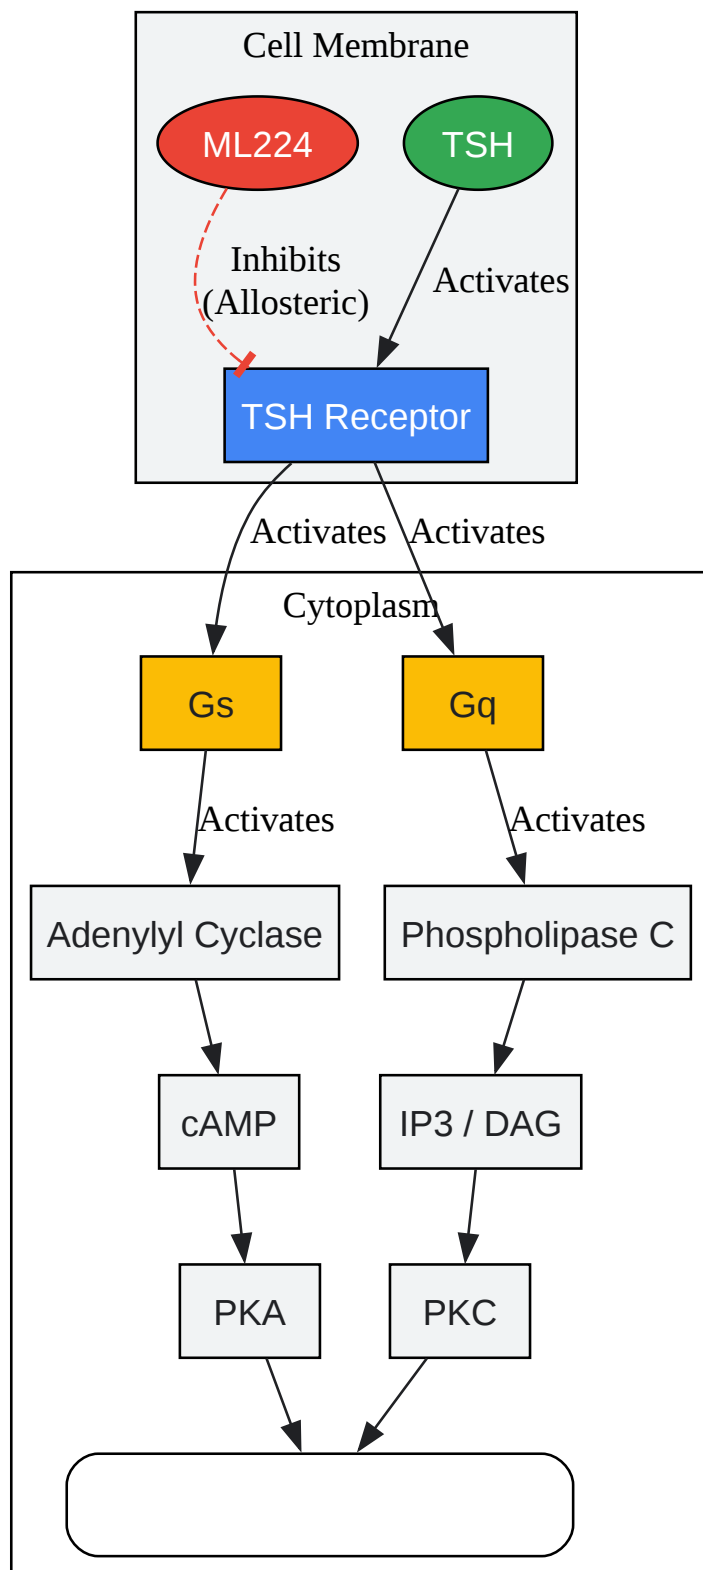 Cell Membrane
ML224
TSH
Inhibits
(Allosteric)
Activates
TSH Receptor
Activates
Activates
Cytoplasm
Gs
Gq
Activates
Activates
Adenylyl Cyclase
Phospholipase C
cAMP
IP3 / DAG
PKA
PKC